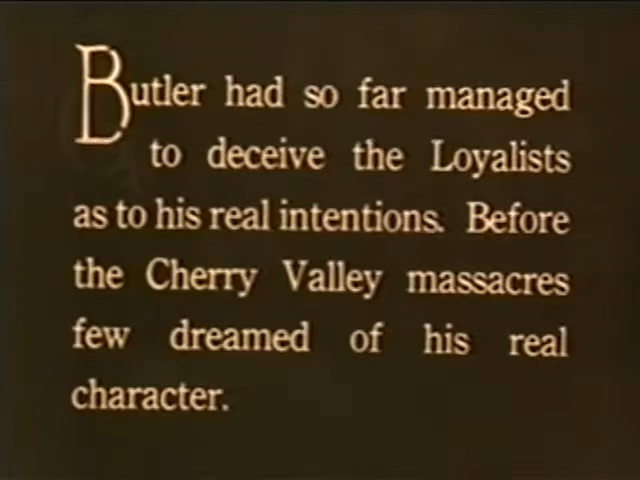 Butler had so far managed
to deceive the Loyalists
as to his real intentions. Before
the Cherry Valley massacres
few dreamed of his real
character.